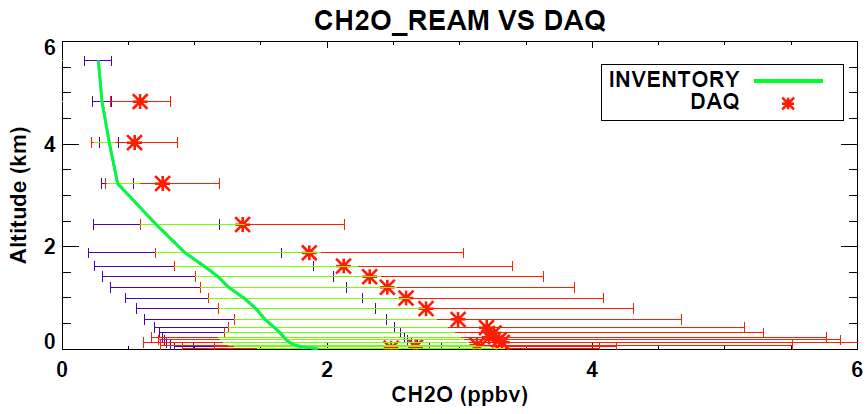 CH2O_REAM VS DAQ
6
INVENTORY
DAQ
4
Altitude (km)
2
0
0 2 4 6
CH2O (ppbv)